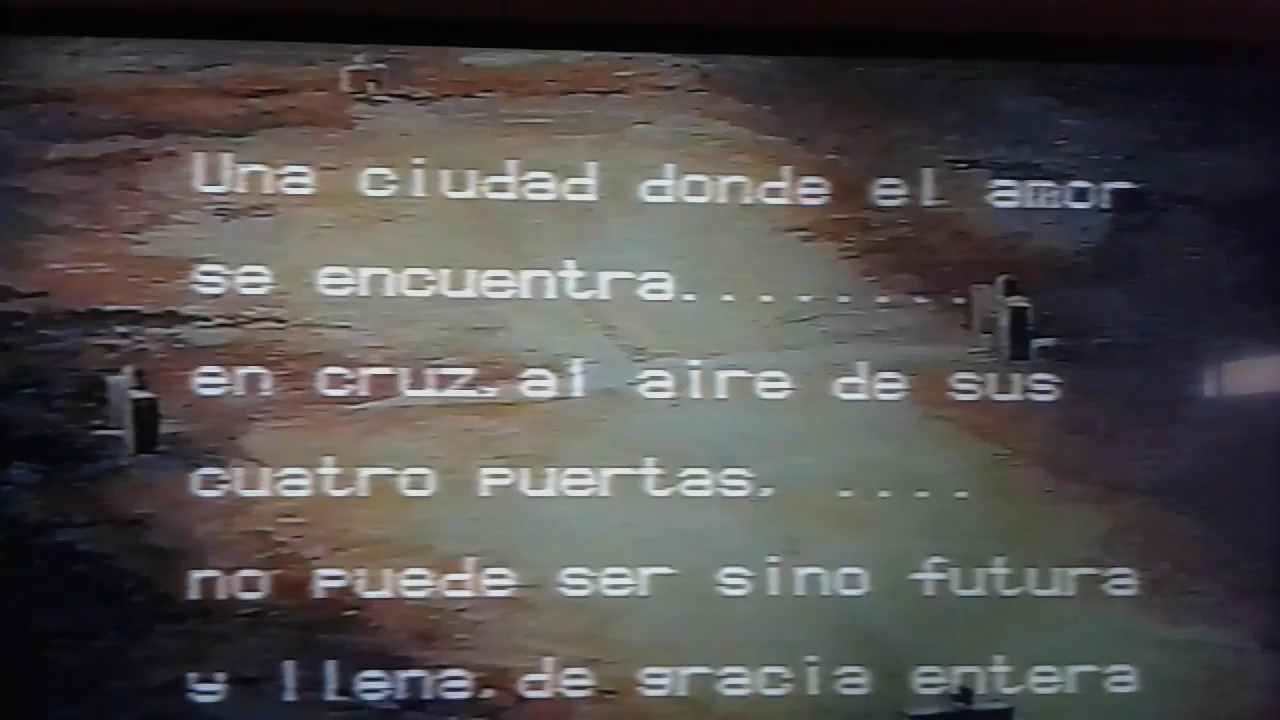 Una ciudad donde el amor
se encuentra.........
en cruz.al aire de sus
cuatro puertas, ....
no puede ser sino futura
y llena.de gracia entera